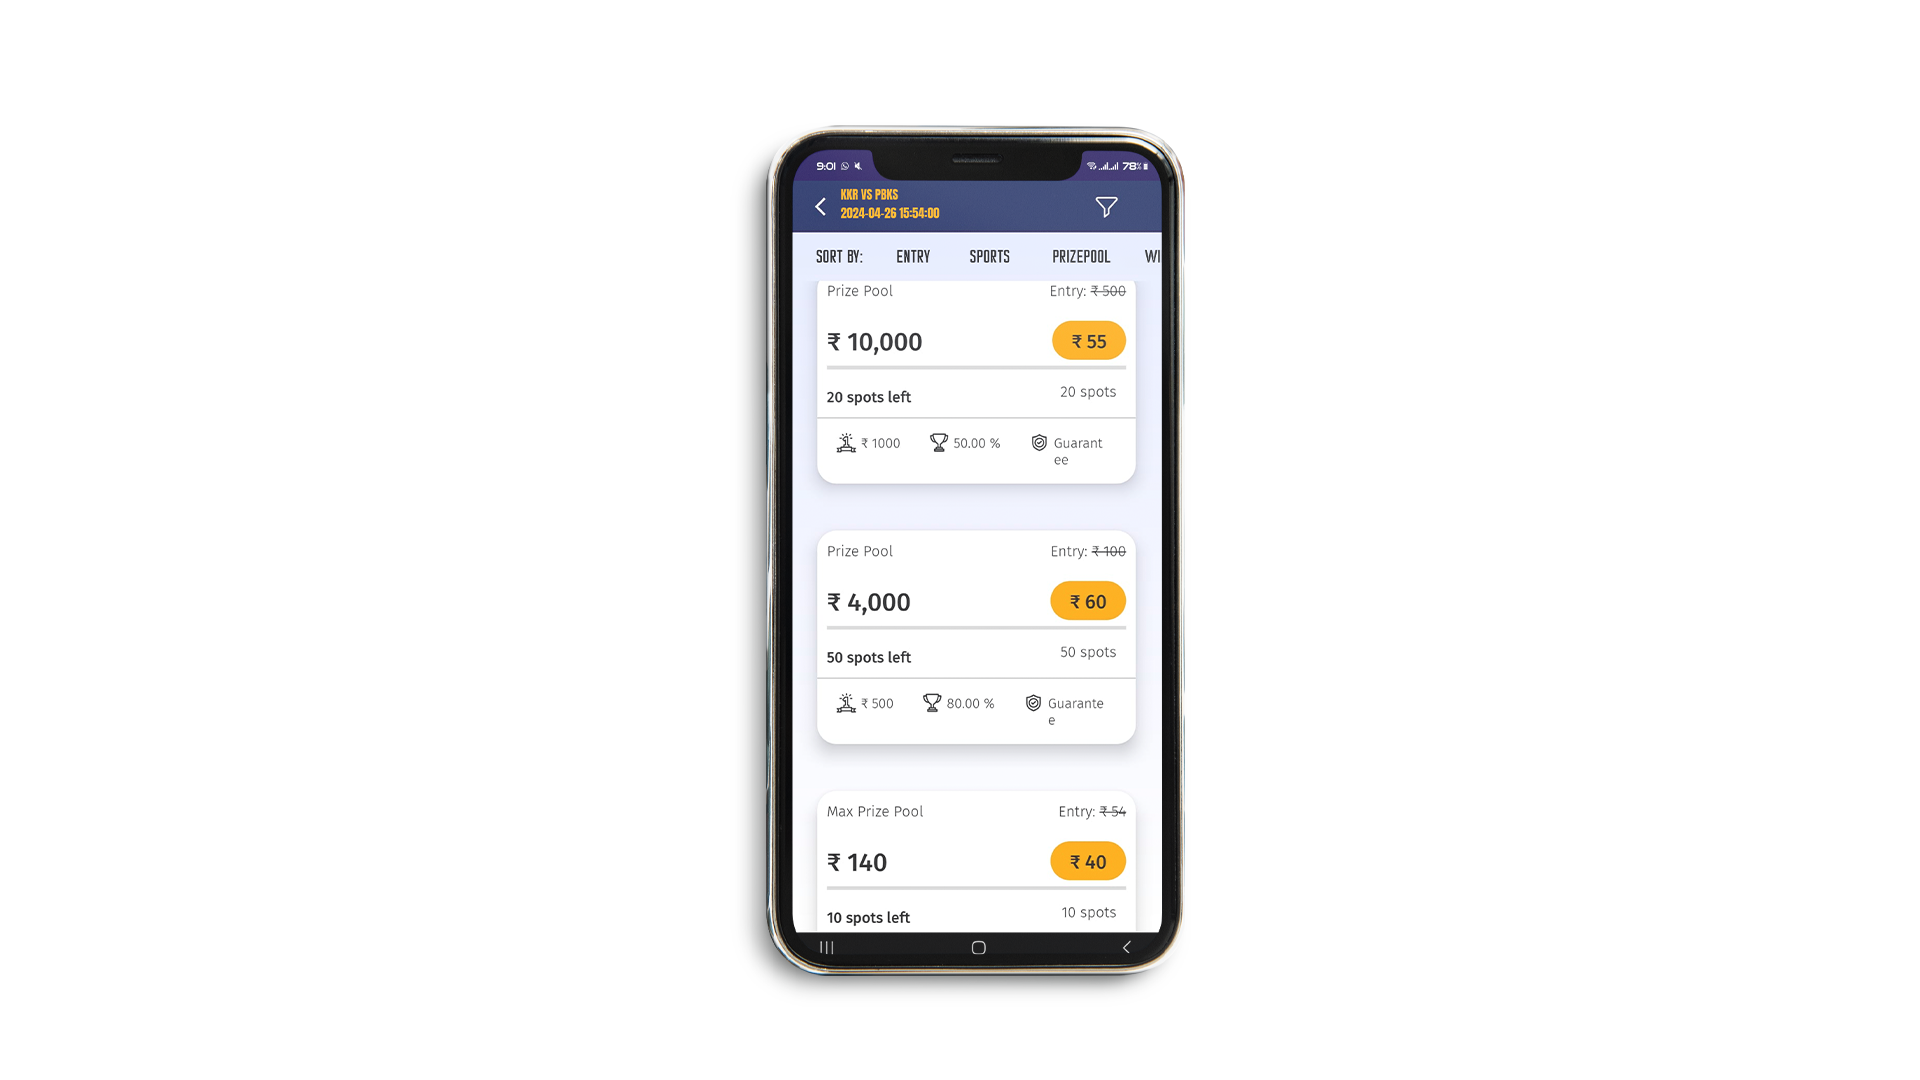 9:01 78%
KKR VS PBKS
2024-04-26 15:54:00
SORT BY: ENTRY SPORTS PRIZEPOOL WI
Prize Pool Entry: ₹ 500
₹ 10,000 ₹ 55
20 spots left 20 spots
₹ 1000 50.00 % Guarant
ee
Prize Pool Entry: ₹ 100
₹ 4,000 ₹ 60
50 spots left 50 spots
₹ 500 80.00 % Guarante
e
Max Prize Pool Entry: ₹ 54
₹ 140 ₹ 40
10 spots left 10 spots